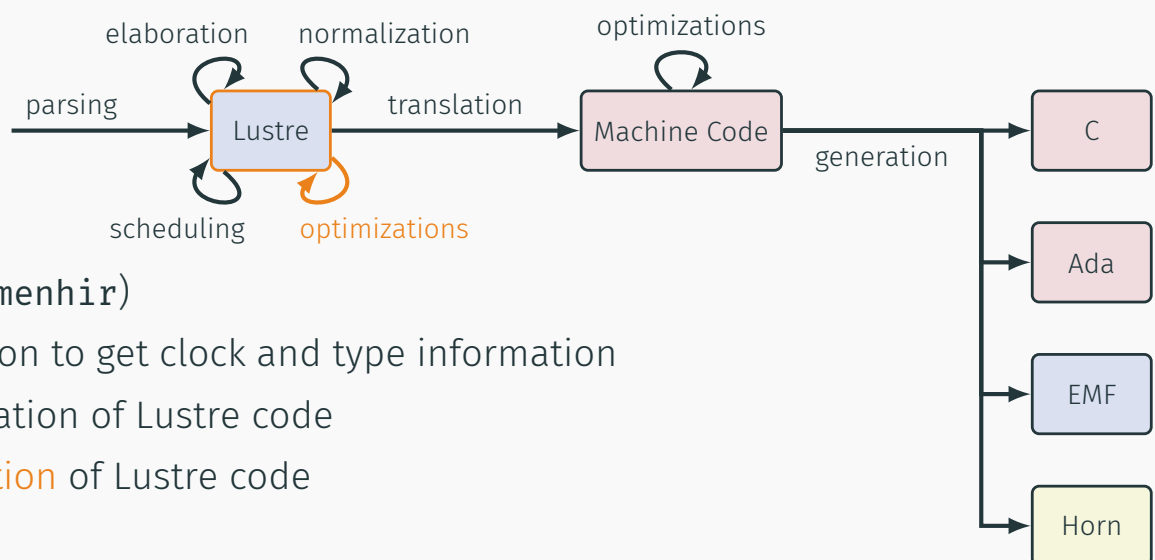 elaboration normalization optimizations
parsing translation
Lustre Machine Code C
generation
scheduling optimizations
Ada
menhir)
on to get clock and type information
EMF
ation of Lustre code
tion of Lustre code
Horn